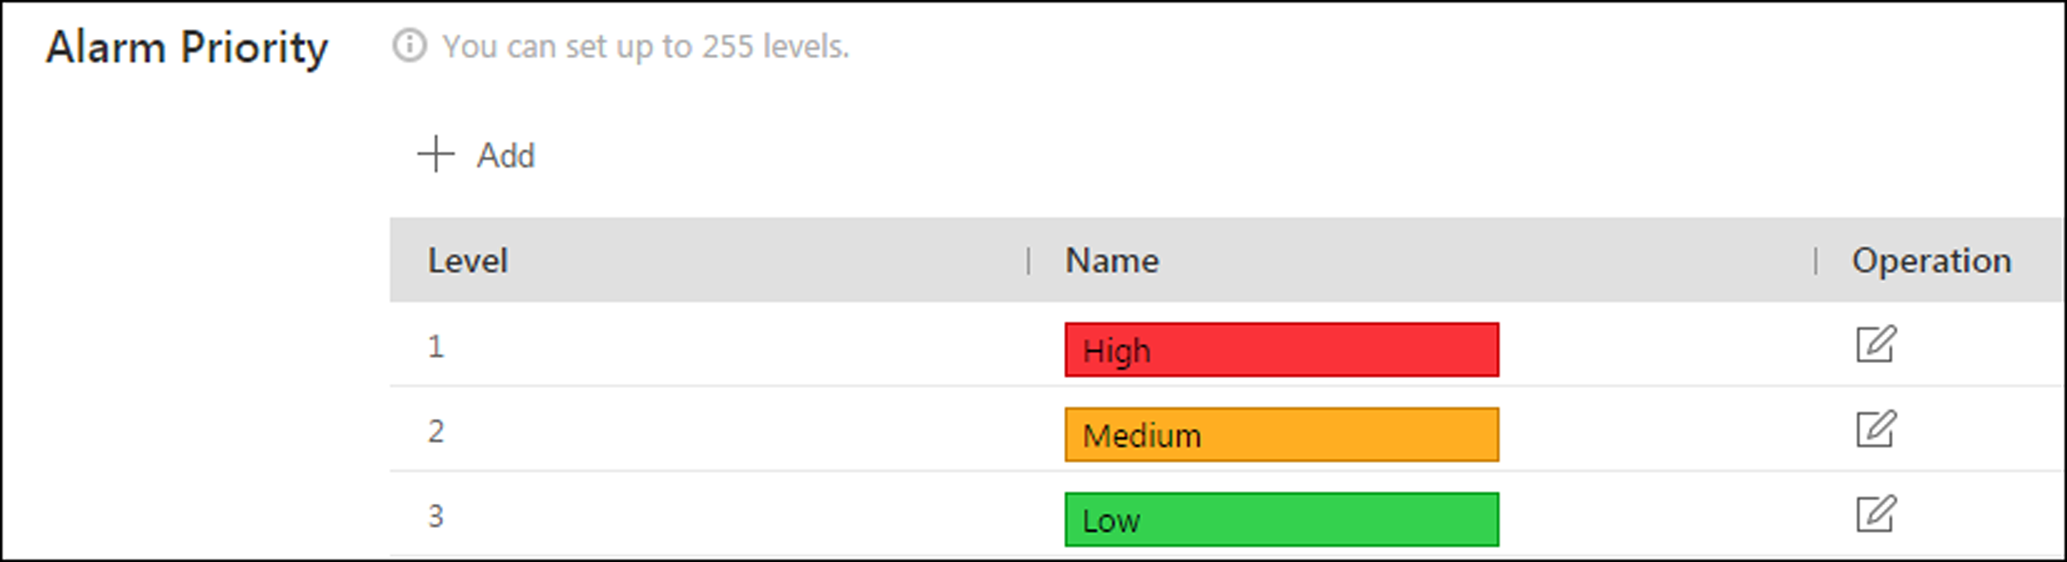 Alarm Priority You can set up to 255 levels.
Add
Level Name Operation
1 High
2 Medium
3 Low